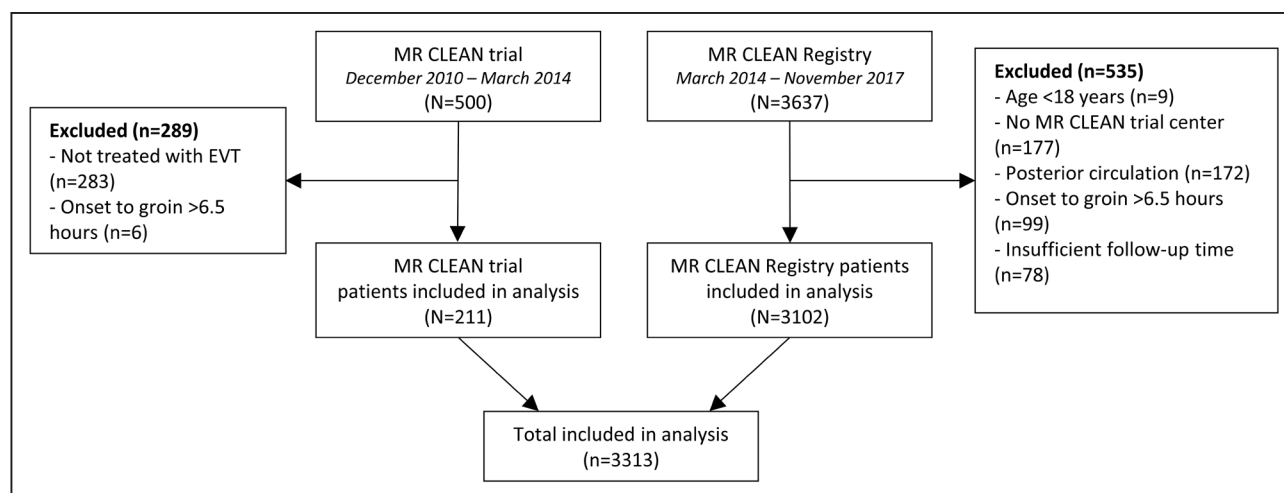 MR CLEAN trial
December 2010 – March 2014
(N=500)
MR CLEAN Registry
March 2014 – November 2017
(N=3637)
Excluded (n=289)
- Not treated with EVT
(n=283)
- Onset to groin >6.5
hours (n=6)
Excluded (n=535)
- Age <18 years (n=9)
- No MR CLEAN trial center
(n=177)
- Posterior circulation (n=172)
- Onset to groin >6.5 hours
(n=99)
- Insufficient follow-up time
(n=78)
MR CLEAN trial
patients included in analysis
(N=211)
MR CLEAN Registry patients
included in analysis
(N=3102)
Total included in analysis
(n=3313)